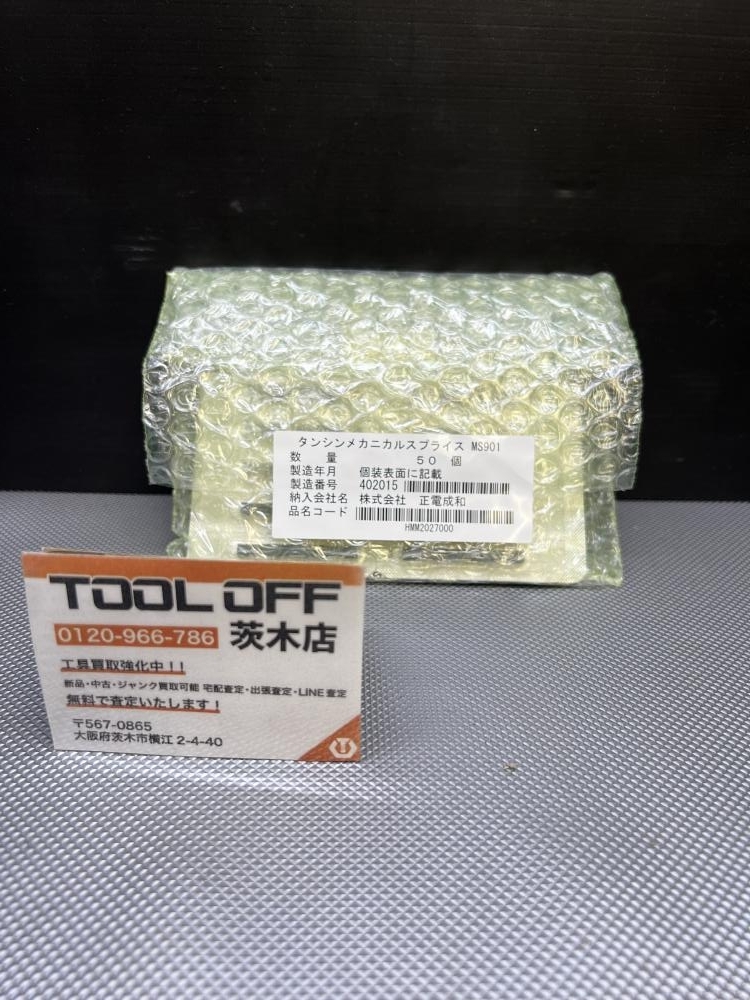 タンシンメカニカルスプライス MS901
数 量 50 個
製造年月 個装表面に記載
製造番号 402015
納入会社名 株式会社 正電成和
品名コード
HMM2027000
TOOL OFF
0120-966-786 茨木店
工具買取強化中！！
新品・中古・ジャンク買取可能 宅配査定・出張査定・LINE査定
無料で査定いたします！
〒567-0865
大阪府茨木市横江 2-4-40